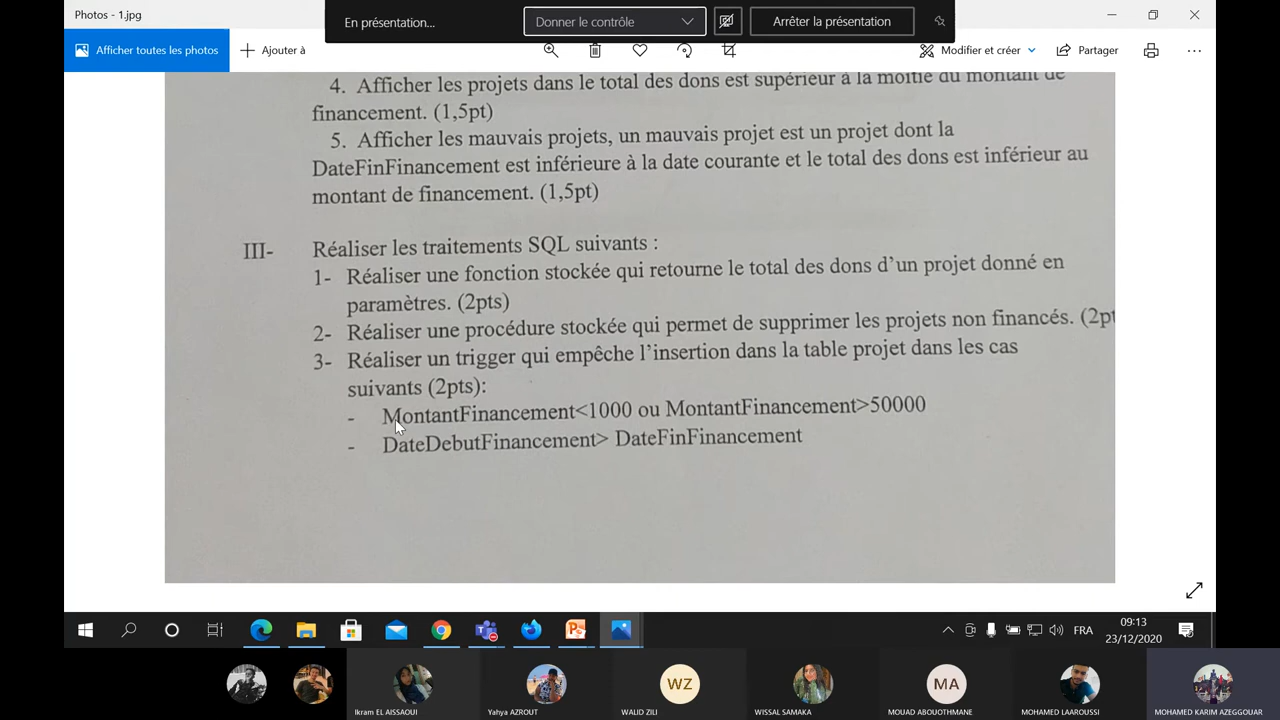 Photos - 1.jpg
En présentation...
Donner le contrôle
Arrêter la présentation
Afficher toutes les photos
Ajouter à
Modifier et créer
Partager
4. Afficher les projets dans le total des dons est supérieur à la moitié du montant de
financement. (1,5pt)
5. Afficher les mauvais projets, un mauvais projet est un projet dont la
DateFinFinancement est inférieure à la date courante et le total des dons est inférieur au
montant de financement. (1,5pt)
III- Réaliser les traitements SQL suivants :
1- Réaliser une fonction stockée qui retourne le total des dons d'un projet donné en
paramètres. (2pts)
2- Réaliser une procédure stockée qui permet de supprimer les projets non financés. (2pt
3- Réaliser un trigger qui empêche l'insertion dans la table projet dans les cas
suivants (2pts):
- MontantFinancement<1000 ou MontantFinancement>50000
- DateDebutFinancement> DateFinFinancement
FRA
09:13
23/12/2020
Ikram EL AISSAOUI
Yahya AZROUT
WZ
WALID ZILI
WISSAL SAMAKA
MA
MOUAD ABOUOTHMANE
MOHAMED LAAROUSSI
MOHAMED KARIM AZEGGOUAR